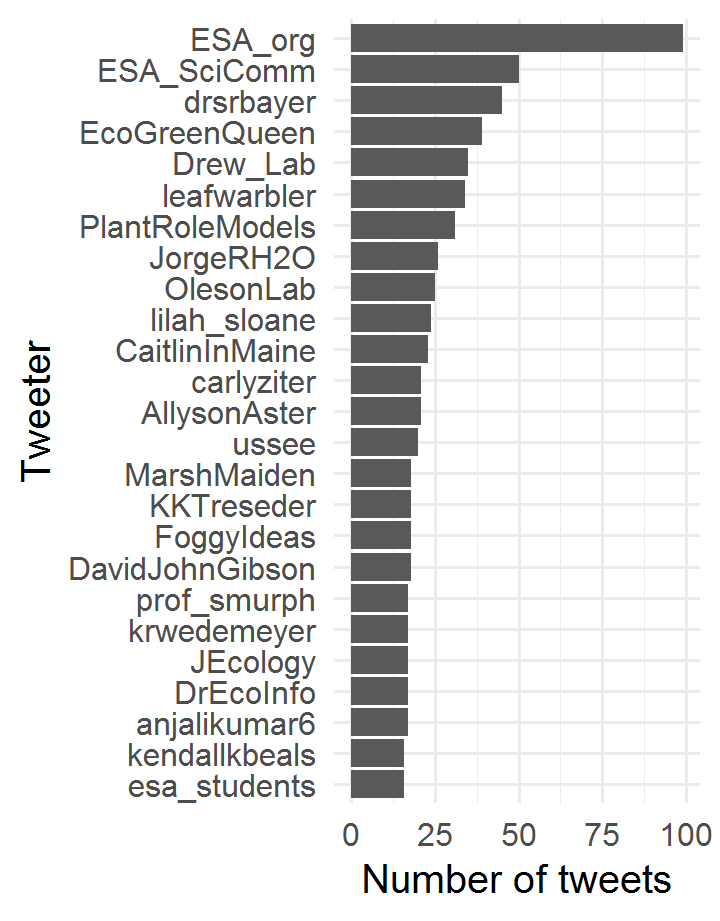 ESA_org
ESA_SciComm
drsrbayer
EcoGreenQueen
Drew_Lab
leafwarbler
PlantRoleModels
JorgeRH2O
OlesonLab
lilah_sloane
CaitlinInMaine
carlyziter
AllysonAster
ussee
MarshMaiden
KKTreseder
FoggyIdeas
DavidJohnGibson
prof_smurph
krwedemeyer
JEcology
DrEcoInfo
anjalikumar6
kendallkbeals
esa_students
Tweeter
0 25 50 75 100
Number of tweets